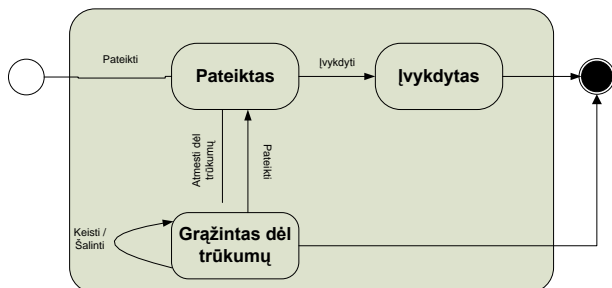 Pateikti
Pateiktas
Įvykdyti
Įvykdytas
Atmesti dėl
trūkumų
Pateikti
Keisti /
Šalinti
Grąžintas dėl
trūkumų